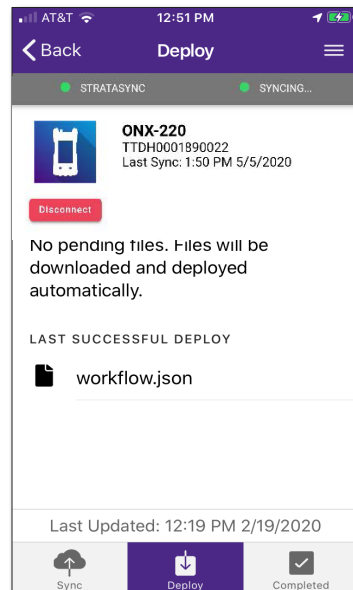 AT&T 12:51 PM
Back Deploy
STRATASYNC SYNCING...
ONX-220
TTDH0001890022
Last Sync: 1:50 PM 5/5/2020
Disconnect
No pending files. Files will be
downloaded and deployed
automatically.
LAST SUCCESSFUL DEPLOY
workflow.json
Last Updated: 12:19 PM 2/19/2020
Sync Deploy Completed